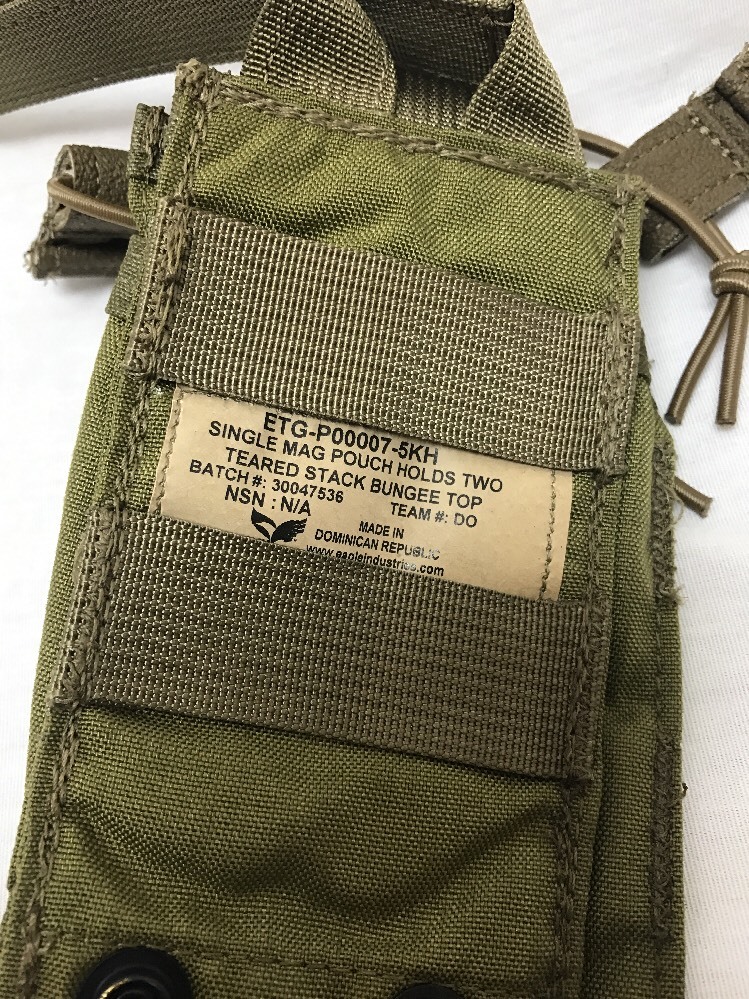 ETG-P00007-5KH
SINGLE MAG POUCH HOLDS TWO
TEARED STACK BUNGEE TOP
BATCH #: 30047536 TEAM #: DO
NSN : N/A
MADE IN
DOMINICAN REPUBLIC
www.eagleindustries.com